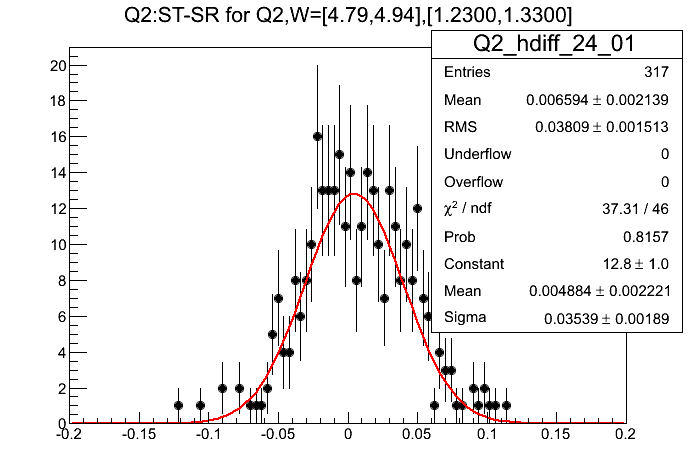 Q2:ST-SR for Q2,W=[4.79,4.94],[1.2300,1.3300]
Q2_hdiff_24_01
Entries 317
Mean 0.006594 ± 0.002139
RMS 0.03809 ± 0.001513
Underflow 0
Overflow 0
χ² / ndf 37.31 / 46
Prob 0.8157
Constant 12.8 ± 1.0
Mean 0.004884 ± 0.002221
Sigma 0.03539 ± 0.00189
20
18
16
14
12
10
8
6
4
2
0
-0.2 -0.15 -0.1 -0.05 0 0.05 0.1 0.15 0.2